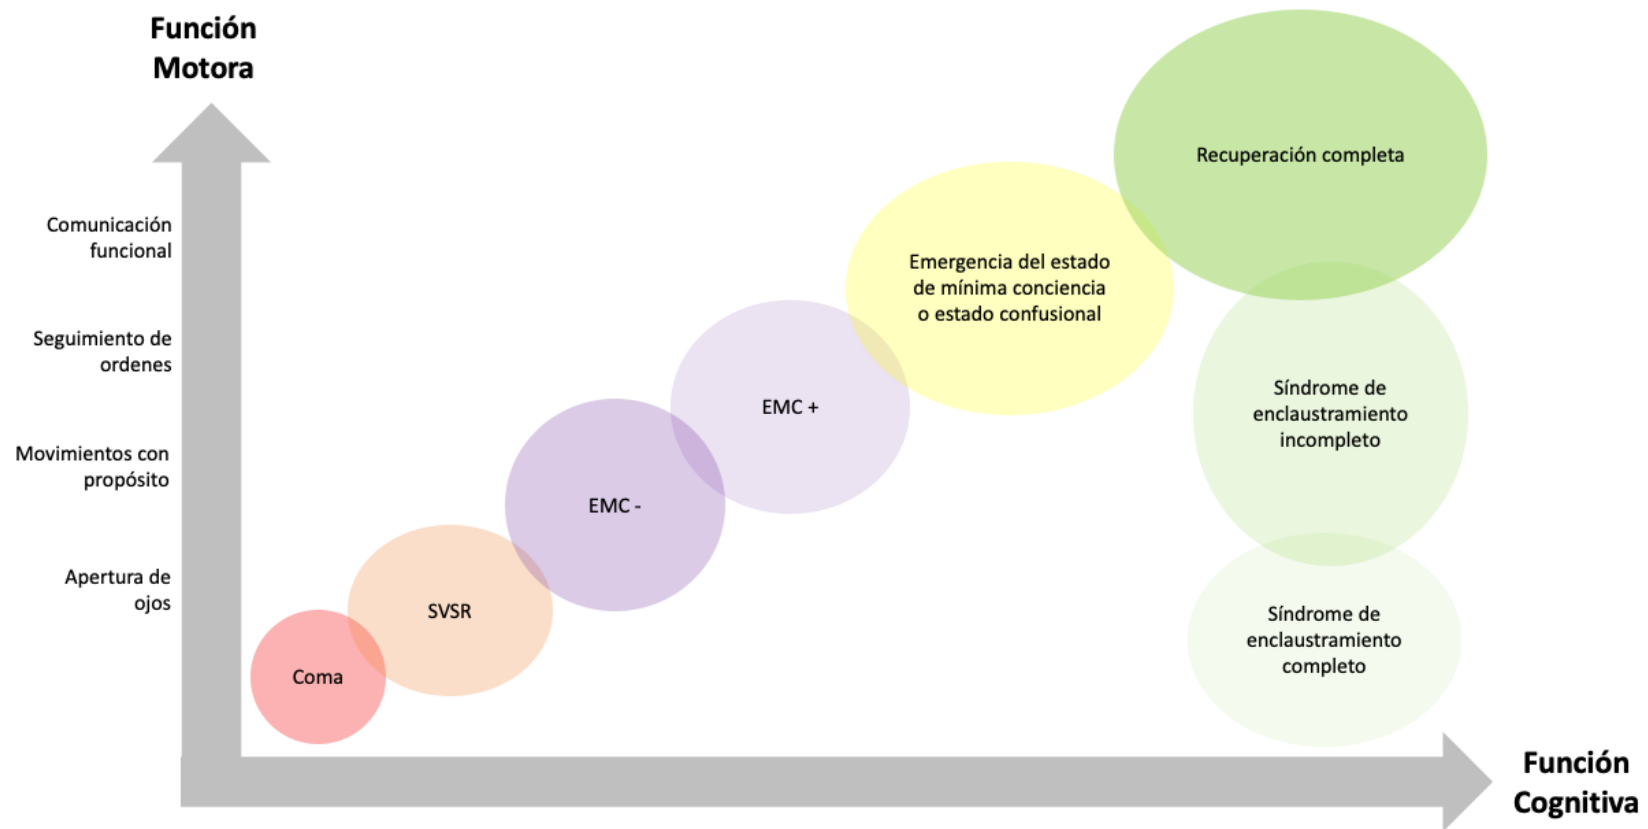 Función
Motora
Comunicación
funcional
Seguimiento de
ordenes
Movimientos con
propósito
Apertura de
ojos
Coma
SVSR
EMC -
EMC +
Emergencia del estado
de mínima conciencia
o estado confusional
Recuperación completa
Síndrome de
enclaustramiento
incompleto
Síndrome de
enclaustramiento
completo
Función
Cognitiva